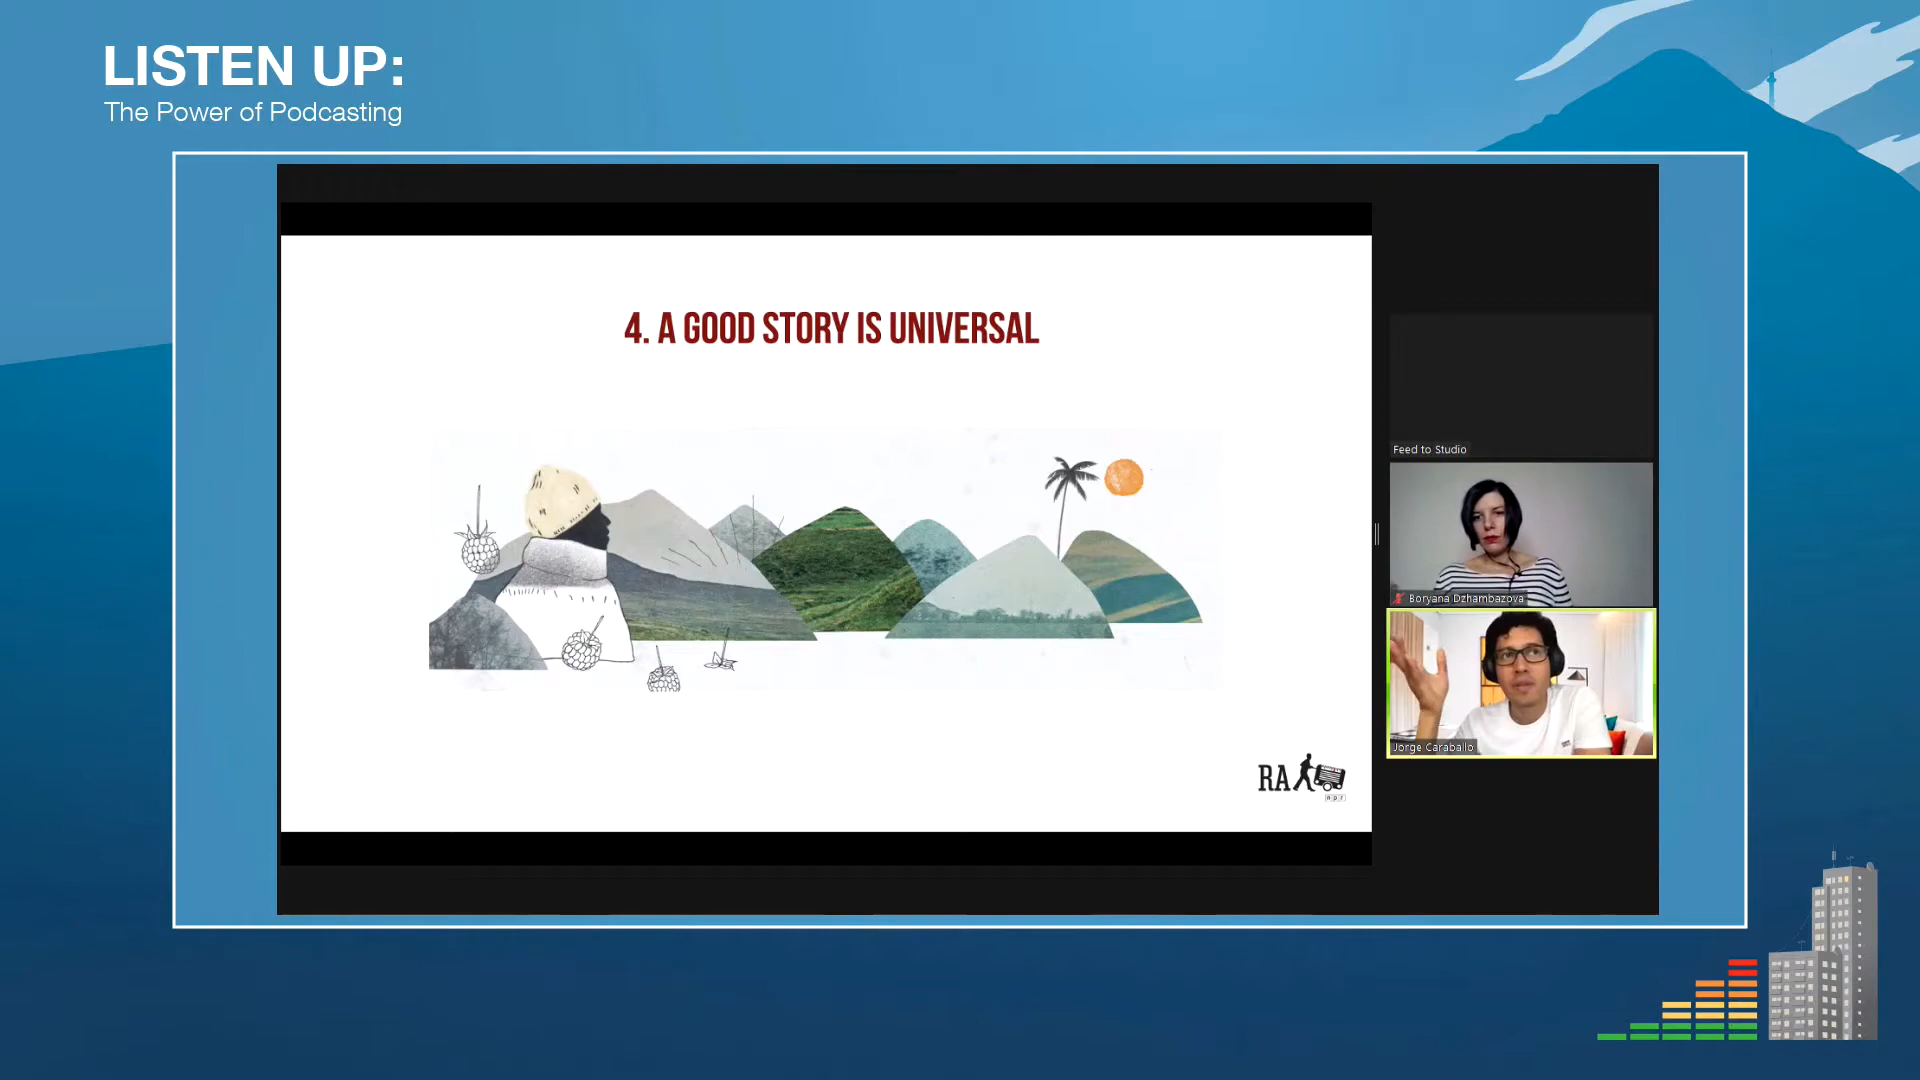 LISTEN UP:
The Power of Podcasting
4. A GOOD STORY IS UNIVERSAL
Feed to Studio
Boryana Dzhambazova
Jorge Caraballo
RA
npr